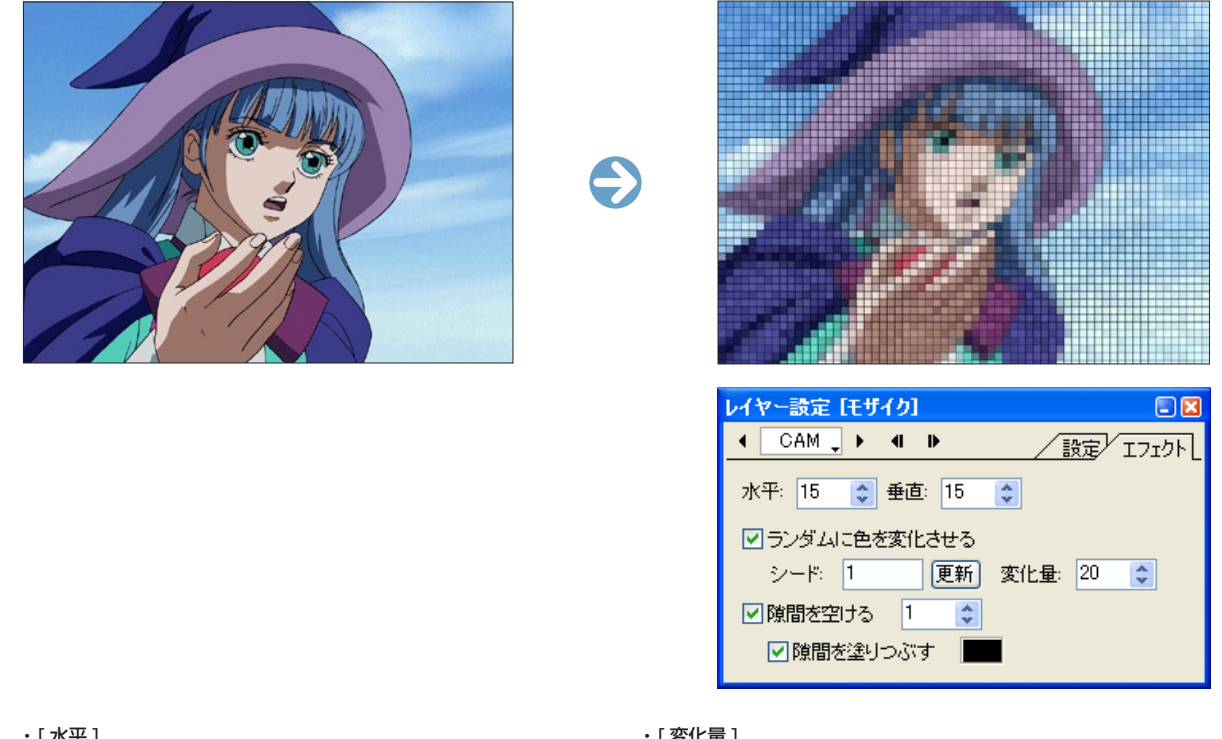 レイヤー設定 [モザイク]
CAM
設定 エフェクト
水平: 15 垂直: 15
ランダムに色を変化させる
シード: 1 更新 変化量: 20
隙間を空ける 1
隙間を塗りつぶす
・[ 水平 ]
・[ 変化量 ]